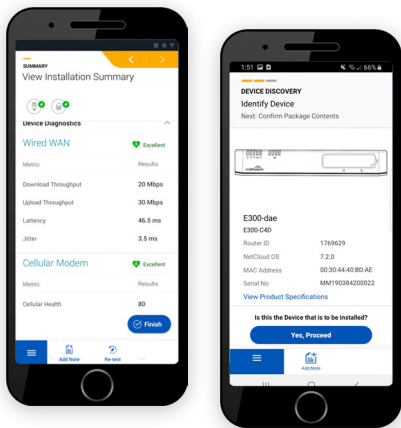 SUMMARY
View Installation Summary
Device Diagnostics
Wired WAN
Excellent
Metric
Results
Download Throughput
20 Mbps
Upload Throughput
30 Mbps
Lattency
46.5 ms
Jitter
3.5 ms
Cellular Modem
Excellent
Metric
Results
Cellular Health
80
Finish
Add Note
Re-test
1:51
66%
DEVICE DISCOVERY
Identify Device
Next: Confirm Package Contents
cradlepoint
E300-dae
E300-C4D
Router ID
1769629
NetCloud OS
7.2.0
MAC Address
00:30:44:40:BD:AE
Serial No
MM190384200022
View Product Specifications
Is this the Device that is to be installed?
Yes, Proceed
Add Note